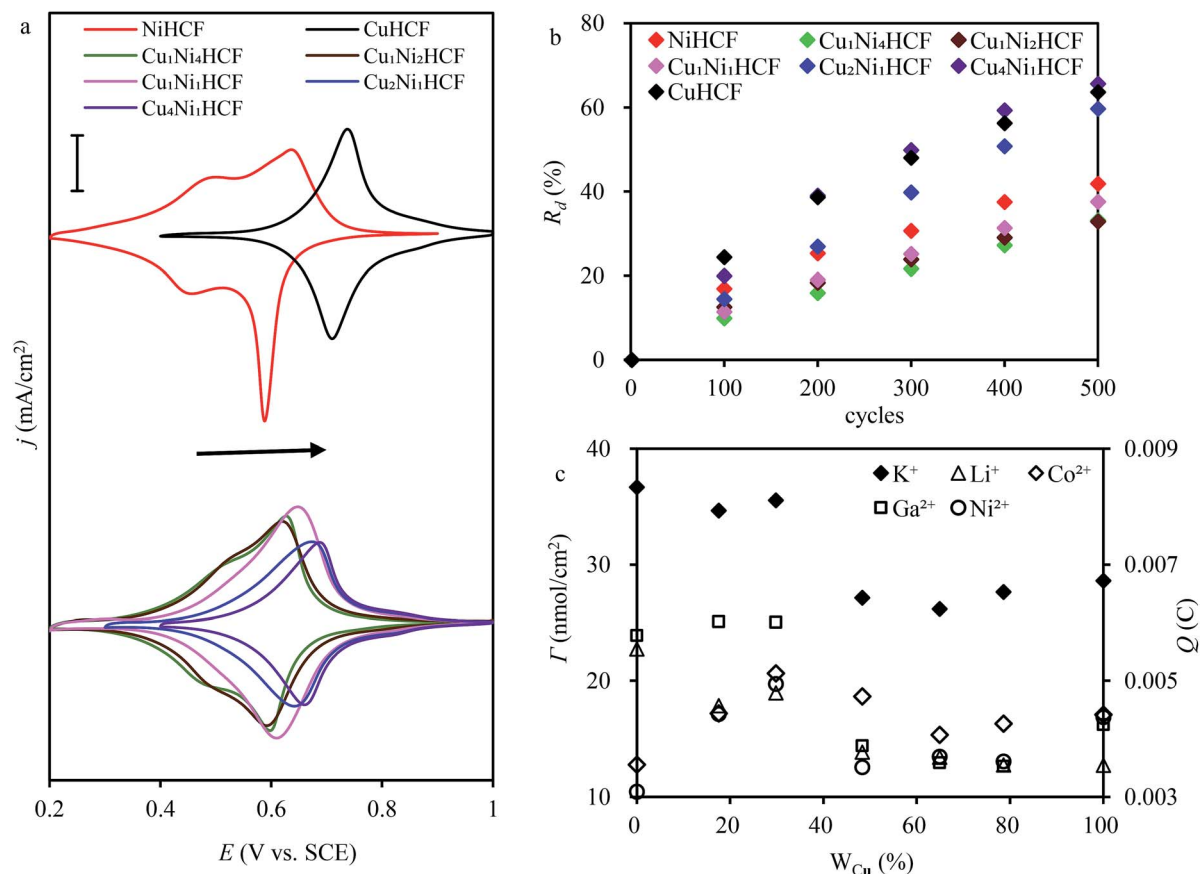 a
NiHCF
CuHCF
Cu₁Ni₄HCF
Cu₁Ni₂HCF
Cu₁Ni₁HCF
Cu₂Ni₁HCF
Cu₄Ni₁HCF
j (mA/cm²)
0.2 0.4 0.6 0.8 1
E (V vs. SCE)
b
NiHCF
Cu₁Ni₄HCF
Cu₁Ni₂HCF
Cu₁Ni₁HCF
Cu₂Ni₁HCF
Cu₄Ni₁HCF
CuHCF
80
60
40
20
0
R_d (%)
0 100 200 300 400 500
cycles
c
K⁺ Li⁺ Co²⁺
Ga²⁺ Ni²⁺
40
30
20
10
Γ (nmol/cm²)
0.009
0.007
0.005
0.003
Q (C)
0 20 40 60 80 100
W_Cu (%)